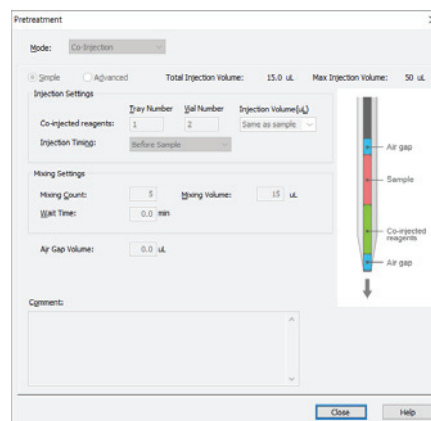 Pretreatment
Mode: Co-Injection
Simple Advanced Total Injection Volume: 15.0 uL Max Injection Volume: 50 uL
Injection Settings
Tray Number Vial Number Injection Volume(uL)
Co-injected reagents: 1 2 Same as sample
Injection Timing: Before Sample
Mixing Settings
Mixing Count: 5 Mixing Volume: 15 uL
Wait Time: 0.0 min
Air Gap Volume: 0.0 uL
Air gap
Sample
Co-injected
reagents
Air gap
Comment:
Close Help